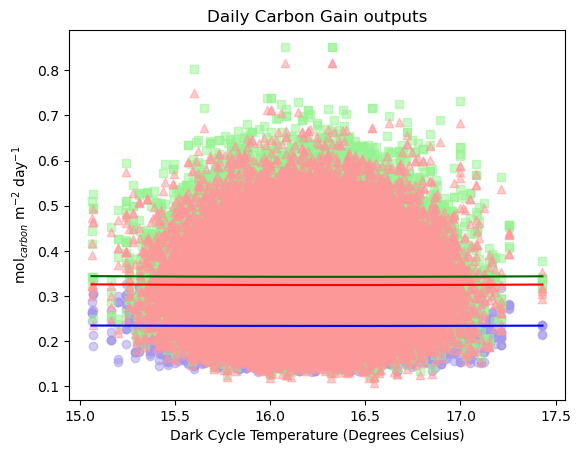 Daily Carbon Gain outputs
mol_carbon m⁻² day⁻¹
0.8
0.7
0.6
0.5
0.4
0.3
0.2
0.1
15.0 15.5 16.0 16.5 17.0 17.5
Dark Cycle Temperature (Degrees Celsius)